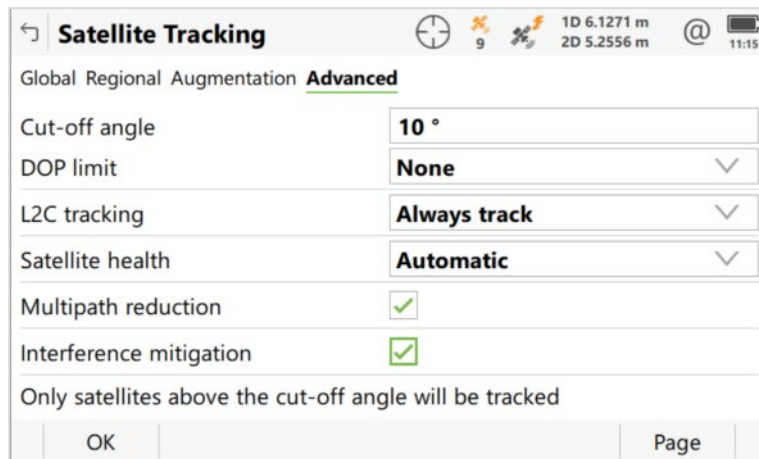 Satellite Tracking
9
1D 6.1271 m
2D 5.2556 m
@
11:15
Global Regional Augmentation Advanced
Cut-off angle 10 °
DOP limit None
L2C tracking Always track
Satellite health Automatic
Multipath reduction
Interference mitigation
Only satellites above the cut-off angle will be tracked
OK Page